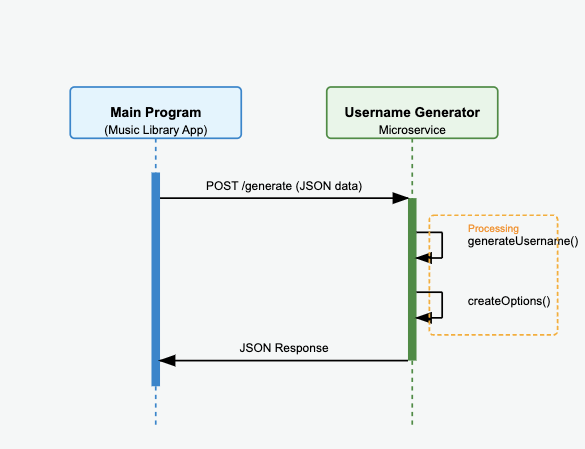 Main Program
(Music Library App)
Username Generator
Microservice
POST /generate (JSON data)
Processing
generateUsername()
createOptions()
JSON Response